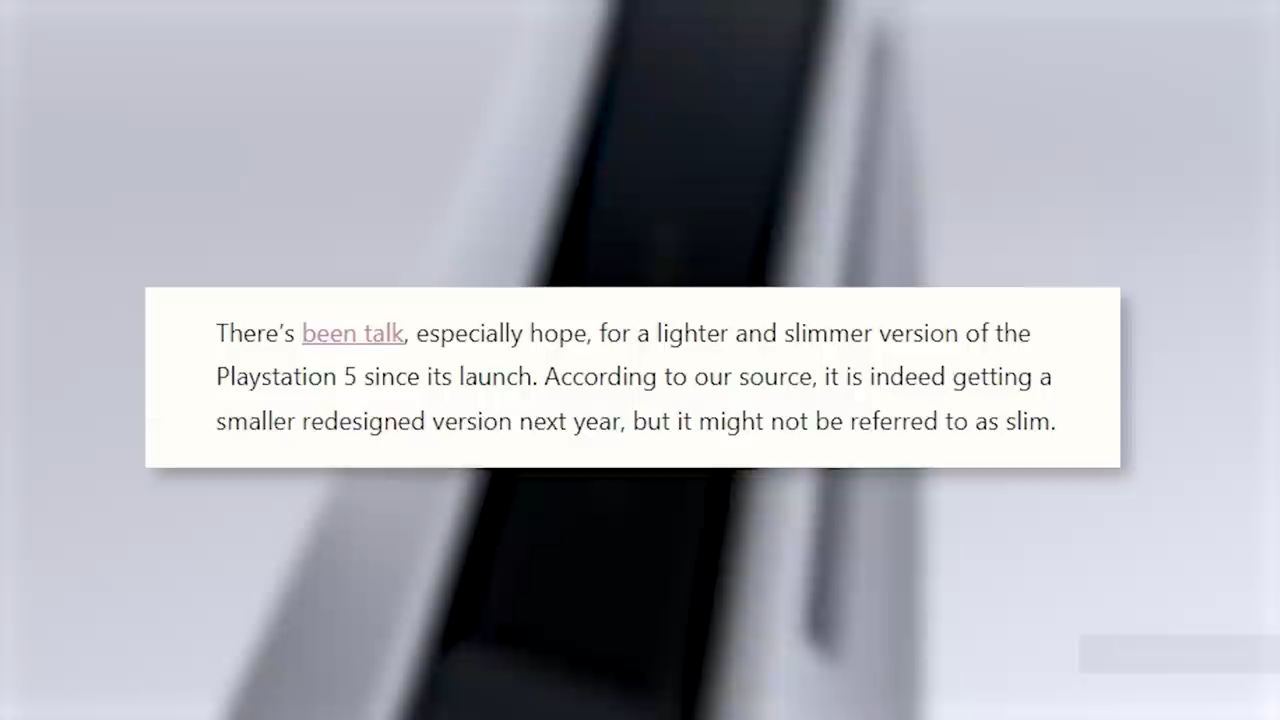 There's been talk, especially hope, for a lighter and slimmer version of the
Playstation 5 since its launch. According to our source, it is indeed getting a
smaller redesigned version next year, but it might not be referred to as slim.